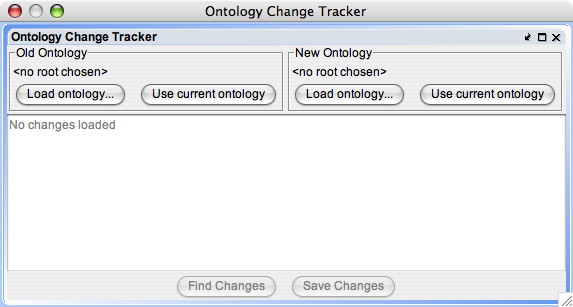 Ontology Change Tracker
Ontology Change Tracker
Old Ontology
<no root chosen>
Load ontology... Use current ontology
New Ontology
<no root chosen>
Load ontology... Use current ontology
No changes loaded
Find Changes Save Changes